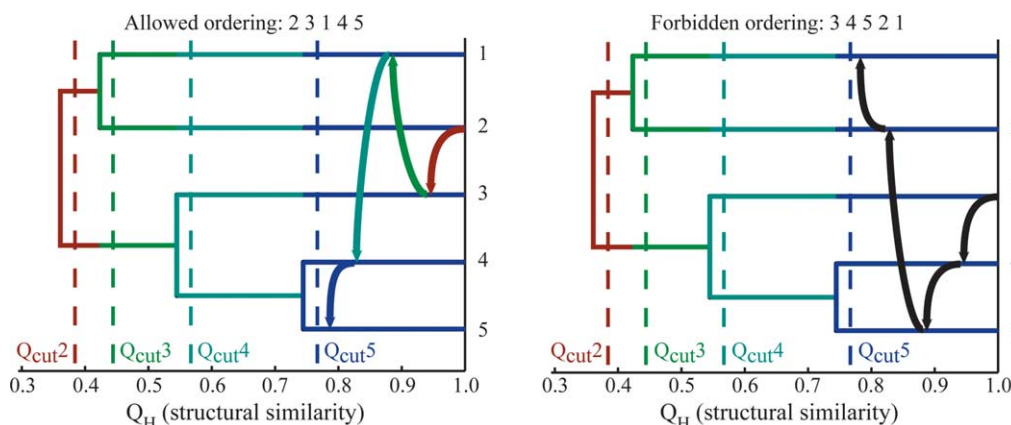 Allowed ordering: 2 3 1 4 5
1
2
3
4
5
Qcut2
Qcut3
Qcut4
Qcut5
0.3 0.4 0.5 0.6 0.7 0.8 0.9 1.0
QH (structural similarity)
Forbidden ordering: 3 4 5 2 1
Qcut2
Qcut3
Qcut4
Qcut5
0.3 0.4 0.5 0.6 0.7 0.8 0.9 1.0
QH (structural similarity)